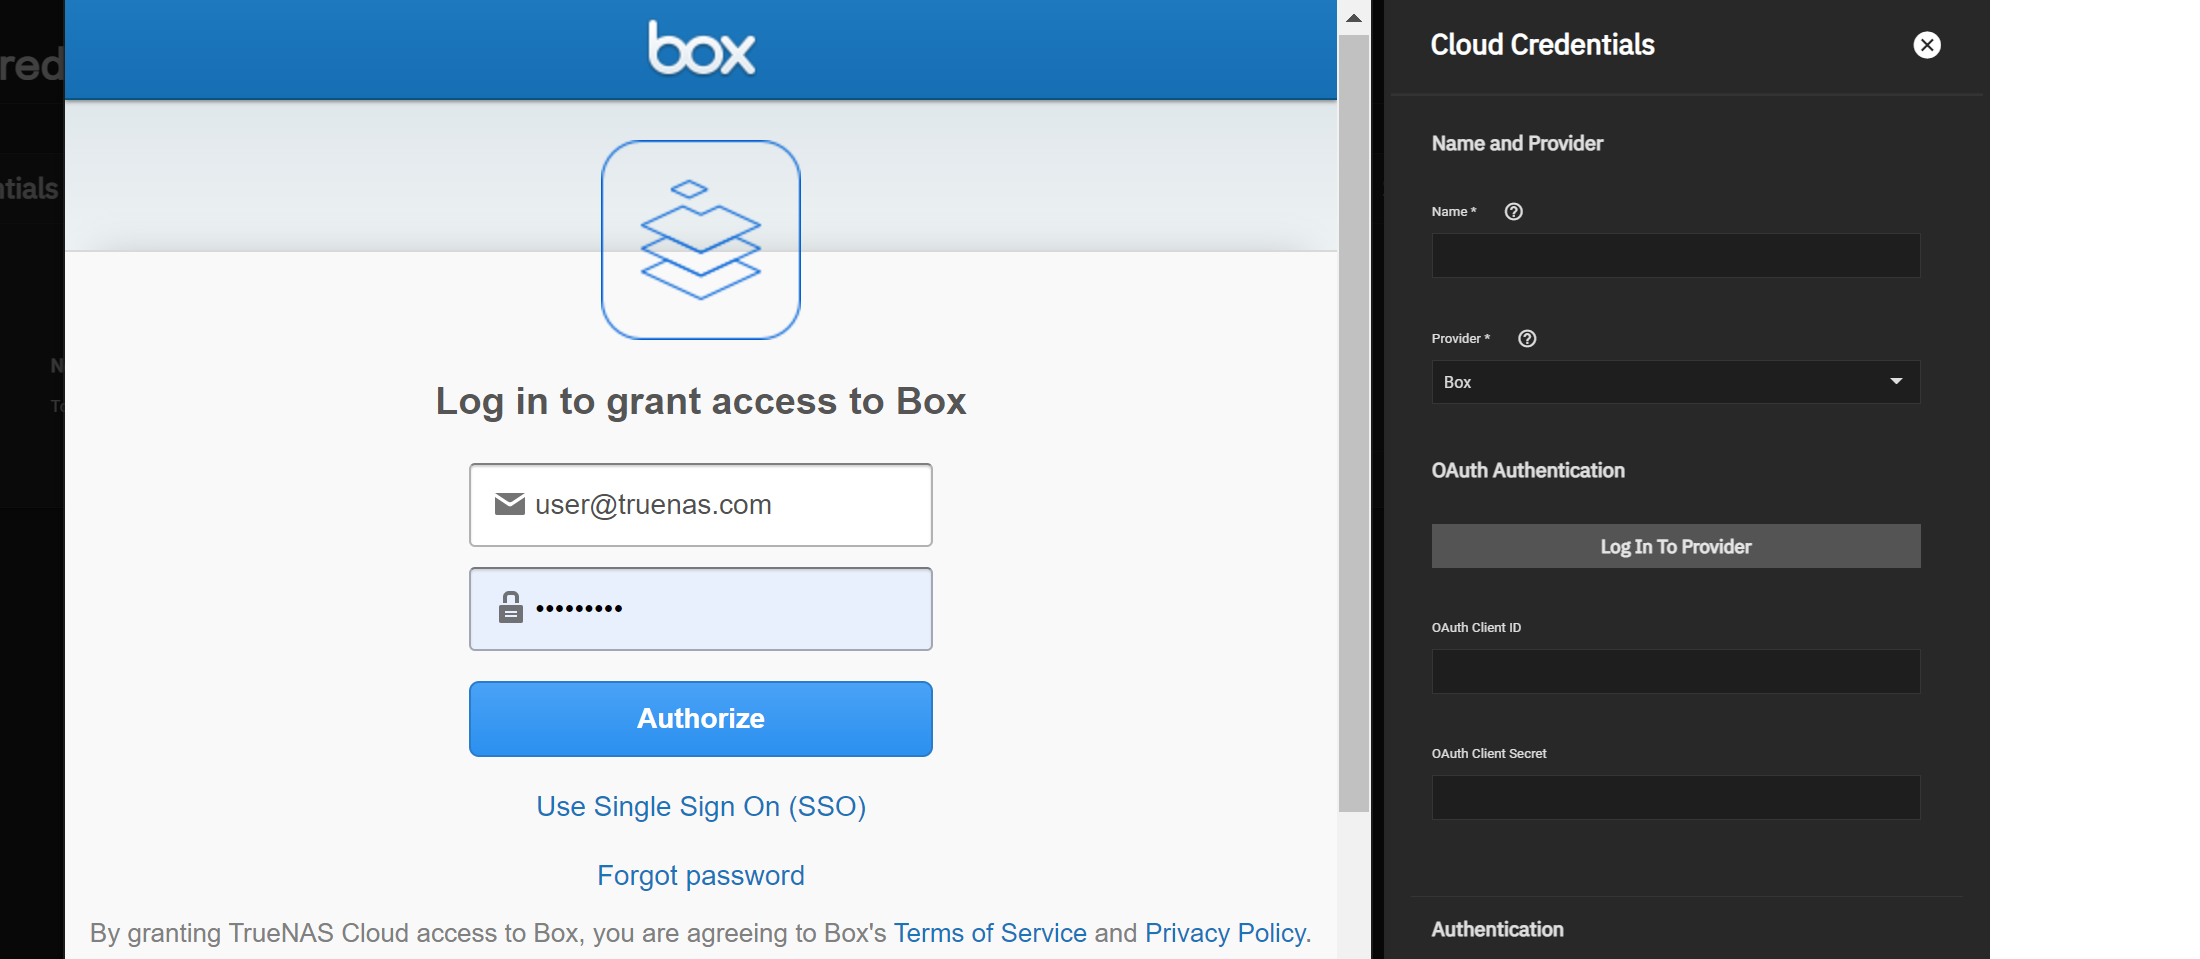 red
ntials
N
To
box
Log in to grant access to Box
user@truenas.com
•••••••••
Authorize
Use Single Sign On (SSO)
Forgot password
By granting TrueNAS Cloud access to Box, you are agreeing to Box's Terms of Service and Privacy Policy.
Cloud Credentials
Name and Provider
Name *
Provider *
Box
OAuth Authentication
Log In To Provider
OAuth Client ID
OAuth Client Secret
Authentication